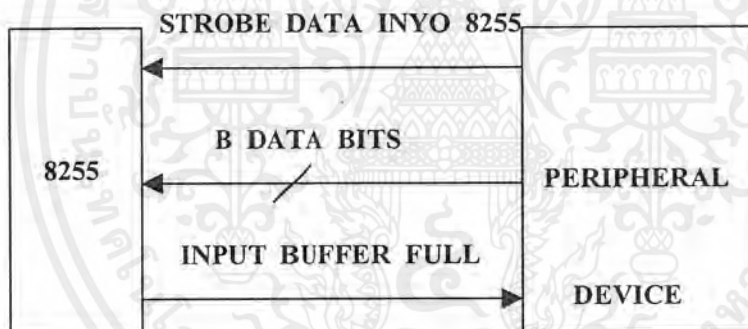 STROBE DATA INYO 8255
B DATA BITS
8255
PERIPHERAL
INPUT BUFFER FULL
DEVICE